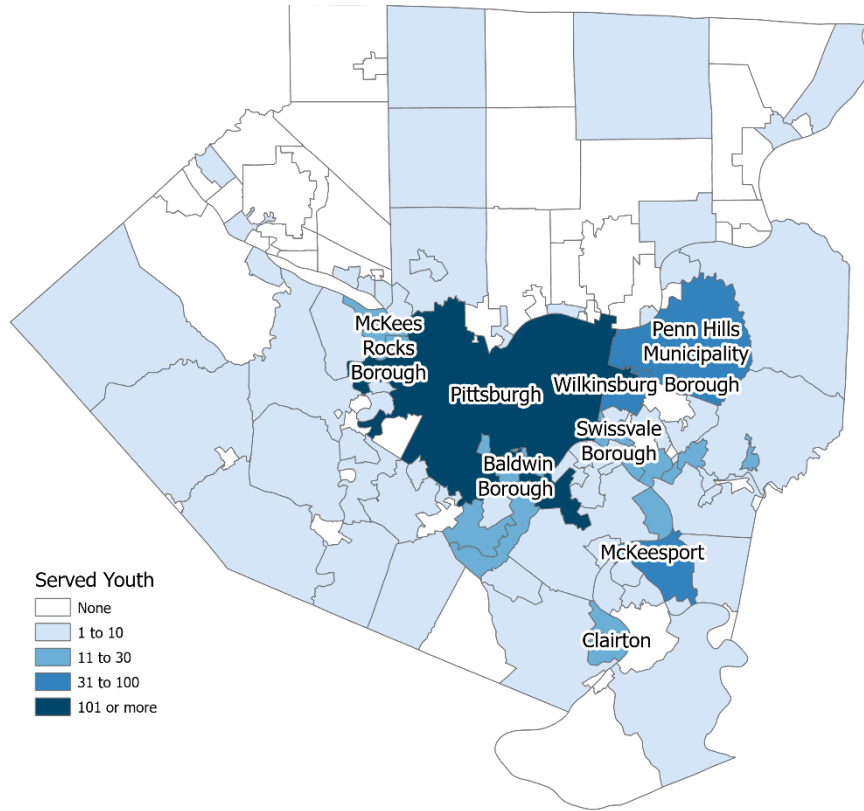 McKees
Rocks
Borough
Penn Hills
Municipality
Pittsburgh
Wilkinsburg Borough
Swissvale
Borough
Baldwin
Borough
McKeesport
Clairton
Served Youth
None
1 to 10
11 to 30
31 to 100
101 or more